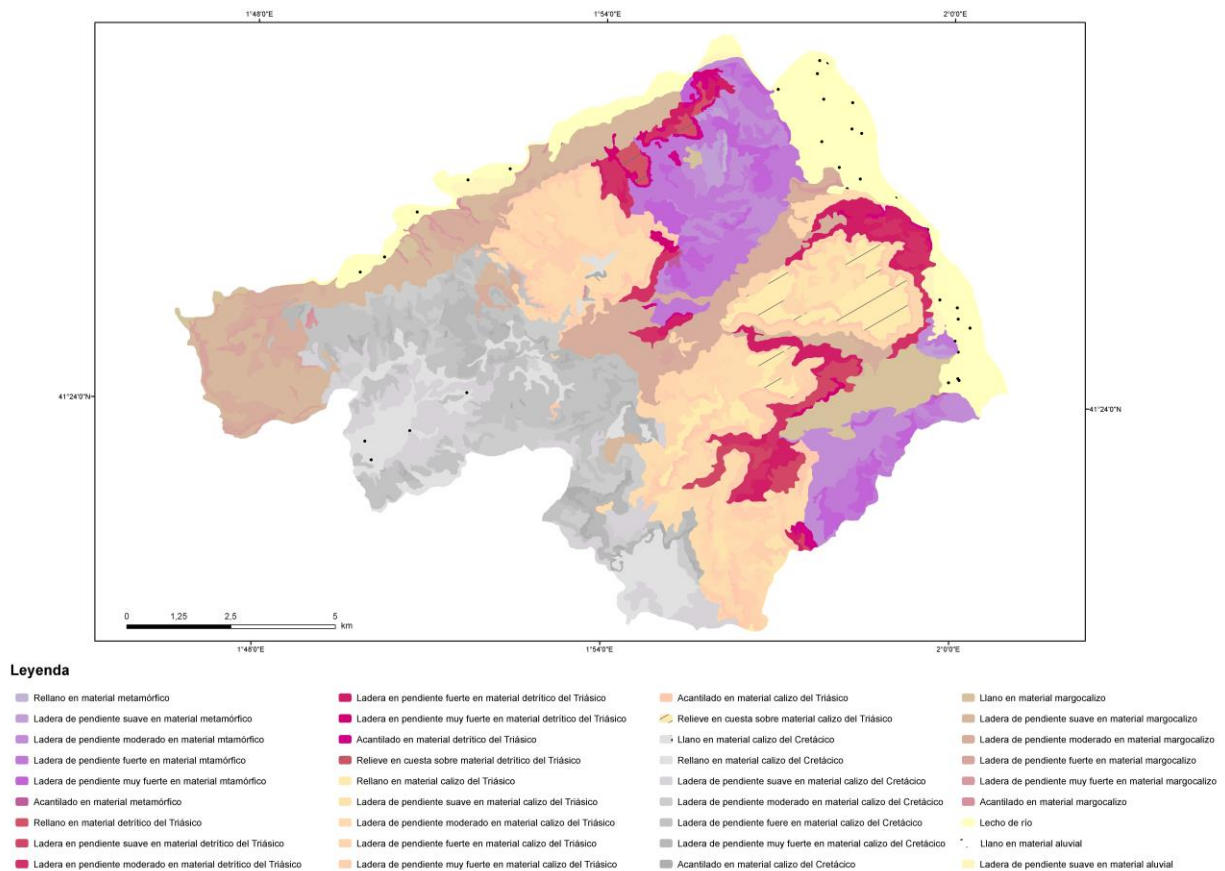 1°48'0"E 1°54'0"E 2°0'0"E
41°24'0"N 41°24'0"N
0 1,25 2,5 5
km
1°48'0"E 1°54'0"E 2°0'0"E
Leyenda
Rellano en material metamórfico
Ladera de pendiente suave en material metamórfico
Ladera de pendiente moderado en material mtamórfico
Ladera de pendiente fuerte en material mtamórfico
Ladera de pendiente muy fuerte en material mtamórfico
Acantilado en material metamórfico
Rellano en material detrítico del Triásico
Ladera en pendiente suave en material detrítico del Triásico
Ladera en pendiente moderado en material detrítico del Triásico
Ladera en pendiente fuerte en material detrítico del Triásico
Ladera en pendiente muy fuerte en material detrítico del Triásico
Acantilado en material detrítico del Triásico
Relieve en cuesta sobre material detrítico del Triásico
Rellano en material calizo del Triásico
Ladera de pendiente suave en material calizo del Triásico
Ladera de pendiente moderado en material calizo del Triásico
Ladera de pendiente fuerte en material calizo del Triásico
Ladera de pendiente muy fuerte en material calizo del Triásico
Acantilado en material calizo del Triásico
Relieve en cuesta sobre material calizo del Triásico
Llano en material calizo del Cretácico
Rellano en material calizo del Cretácico
Ladera de pendiente suave en material calizo del Cretácico
Ladera de pendiente moderado en material calizo del Cretácico
Ladera de pendiente fuere en material calizo del Cretácico
Ladera de pendiente muy fuerte en material calizo del Cretácico
Acantilado en material calizo del Cretácico
Llano en material margocalizo
Ladera de pendiente suave en material margocalizo
Ladera de pendiente moderado en material margocalizo
Ladera de pendiente fuerte en material margocalizo
Ladera de pendiente muy fuerte en material margocalizo
Acantilado en material margocalizo
Lecho de río
Llano en material aluvial
Ladera de pendiente suave en material aluvial